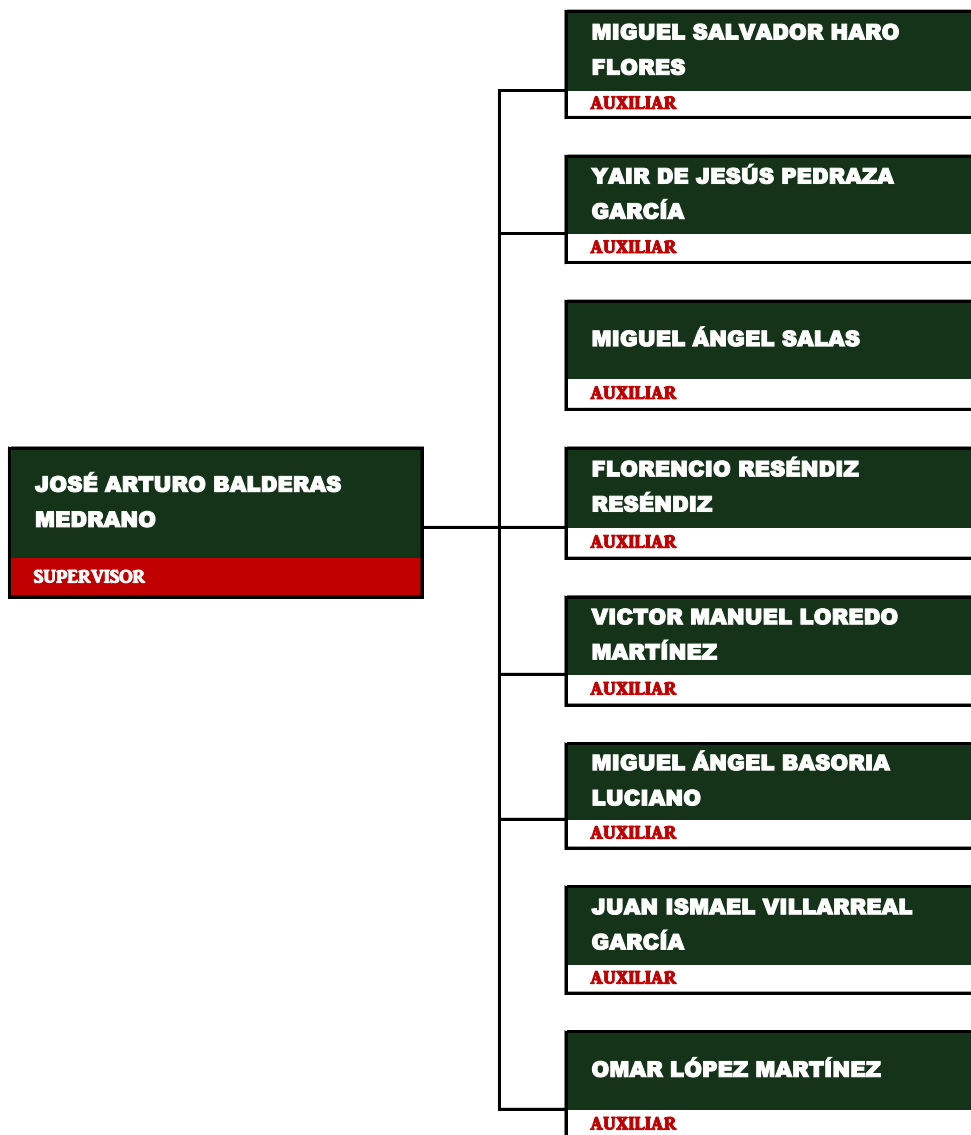 MIGUEL SALVADOR HARO
FLORES
AUXILIAR
YAIR DE JESÚS PEDRAZA
GARCÍA
AUXILIAR
MIGUEL ÁNGEL SALAS
AUXILIAR
JOSÉ ARTURO BALDERAS
MEDRANO
SUPERVISOR
FLORENCIO RESÉNDIZ
RESÉNDIZ
AUXILIAR
VICTOR MANUEL LOREDO
MARTÍNEZ
AUXILIAR
MIGUEL ÁNGEL BASORIA
LUCIANO
AUXILIAR
JUAN ISMAEL VILLARREAL
GARCÍA
AUXILIAR
OMAR LÓPEZ MARTÍNEZ
AUXILIAR